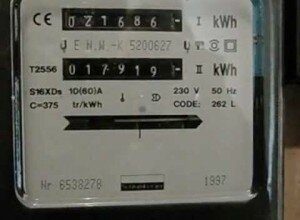 CE 021686 - I kWh
E N.W.-K 5200627
T2556 017919 - II kWh
S16XDs 10(60)A 230 V 50 Hz
C=375 tr/kWh CODE: 262 L
Nr 6538278 1997